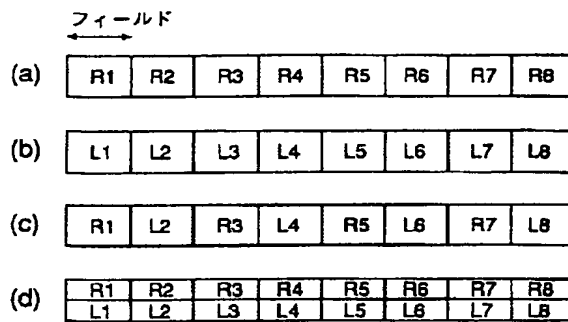 フィールド
(a) R1 R2 R3 R4 R5 R6 R7 R8
(b) L1 L2 L3 L4 L5 L6 L7 L8
(c) R1 L2 R3 L4 R5 L6 R7 L8
(d) R1 R2 R3 R4 R5 R6 R7 R8
L1 L2 L3 L4 L5 L6 L7 L8